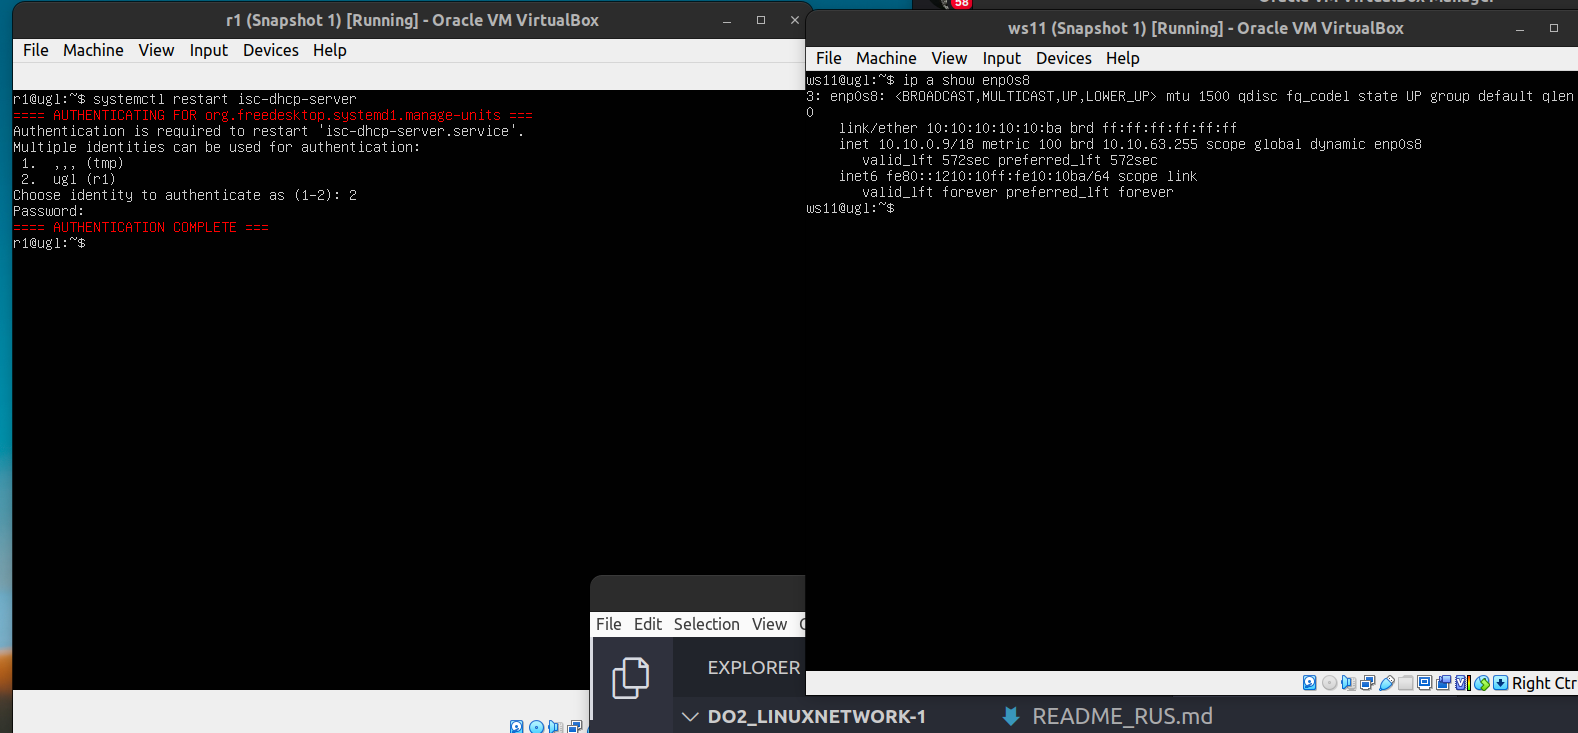 r1 (Snapshot 1) [Running] - Oracle VM VirtualBox
File Machine View Input Devices Help
r1@ugl:~$ systemctl restart isc-dhcp-server
==== AUTHENTICATING FOR org.freedesktop.systemd1.manage-units ===
Authentication is required to restart 'isc-dhcp-server.service'.
Multiple identities can be used for authentication:
1. ,,, (tmp)
2. ugl (r1)
Choose identity to authenticate as (1-2): 2
Password:
==== AUTHENTICATION COMPLETE ===
r1@ugl:~$
58
ws11 (Snapshot 1) [Running] - Oracle VM VirtualBox
File Machine View Input Devices Help
ws11@ugl:~$ ip a show enp0s8
3: enp0s8: <BROADCAST,MULTICAST,UP,LOWER_UP> mtu 1500 qdisc fq_codel state UP group default qlen
0
link/ether 10:10:10:10:10:ba brd ff:ff:ff:ff:ff:ff
inet 10.10.0.9/18 metric 100 brd 10.10.63.255 scope global dynamic enp0s8
valid_lft 572sec preferred_lft 572sec
inet6 fe80::1210:10ff:fe10:10ba/64 scope link
valid_lft forever preferred_lft forever
ws11@ugl:~$
Right Ctr
File Edit Selection View
EXPLORER
DO2_LINUXNETWORK-1
README_RUS.md